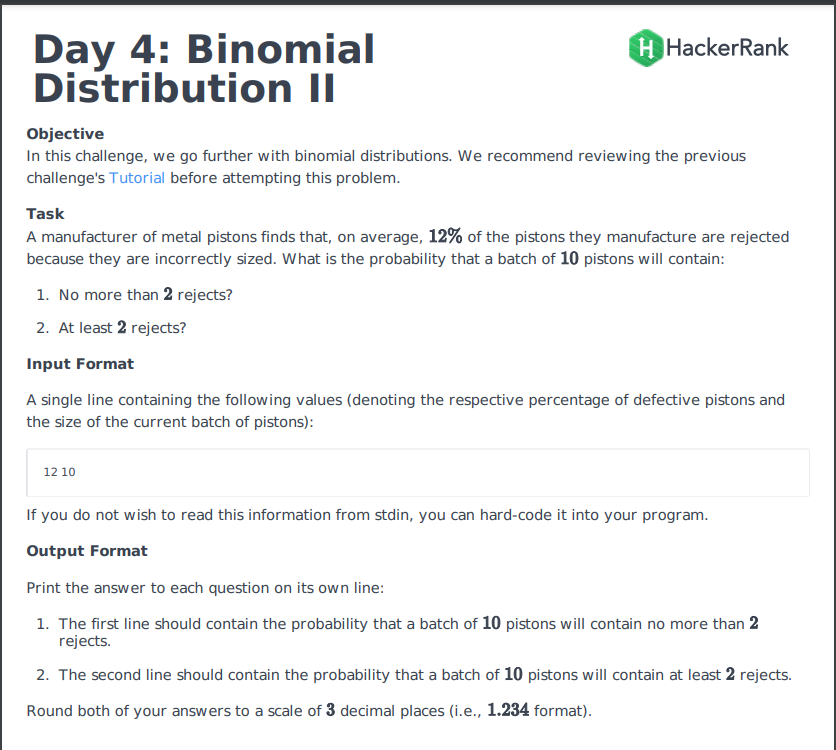 Day 4: Binomial
Distribution II
HackerRank
Objective
In this challenge, we go further with binomial distributions. We recommend reviewing the previous
challenge's Tutorial before attempting this problem.
Task
A manufacturer of metal pistons finds that, on average, 12% of the pistons they manufacture are rejected
because they are incorrectly sized. What is the probability that a batch of 10 pistons will contain:
1. No more than 2 rejects?
2. At least 2 rejects?
Input Format
A single line containing the following values (denoting the respective percentage of defective pistons and
the size of the current batch of pistons):
12 10
If you do not wish to read this information from stdin, you can hard-code it into your program.
Output Format
Print the answer to each question on its own line:
1. The first line should contain the probability that a batch of 10 pistons will contain no more than 2
rejects.
2. The second line should contain the probability that a batch of 10 pistons will contain at least 2 rejects.
Round both of your answers to a scale of 3 decimal places (i.e., 1.234 format).